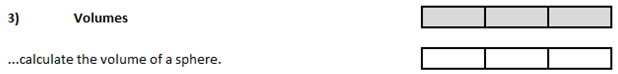 3) Volumes
...calculate the volume of a sphere.